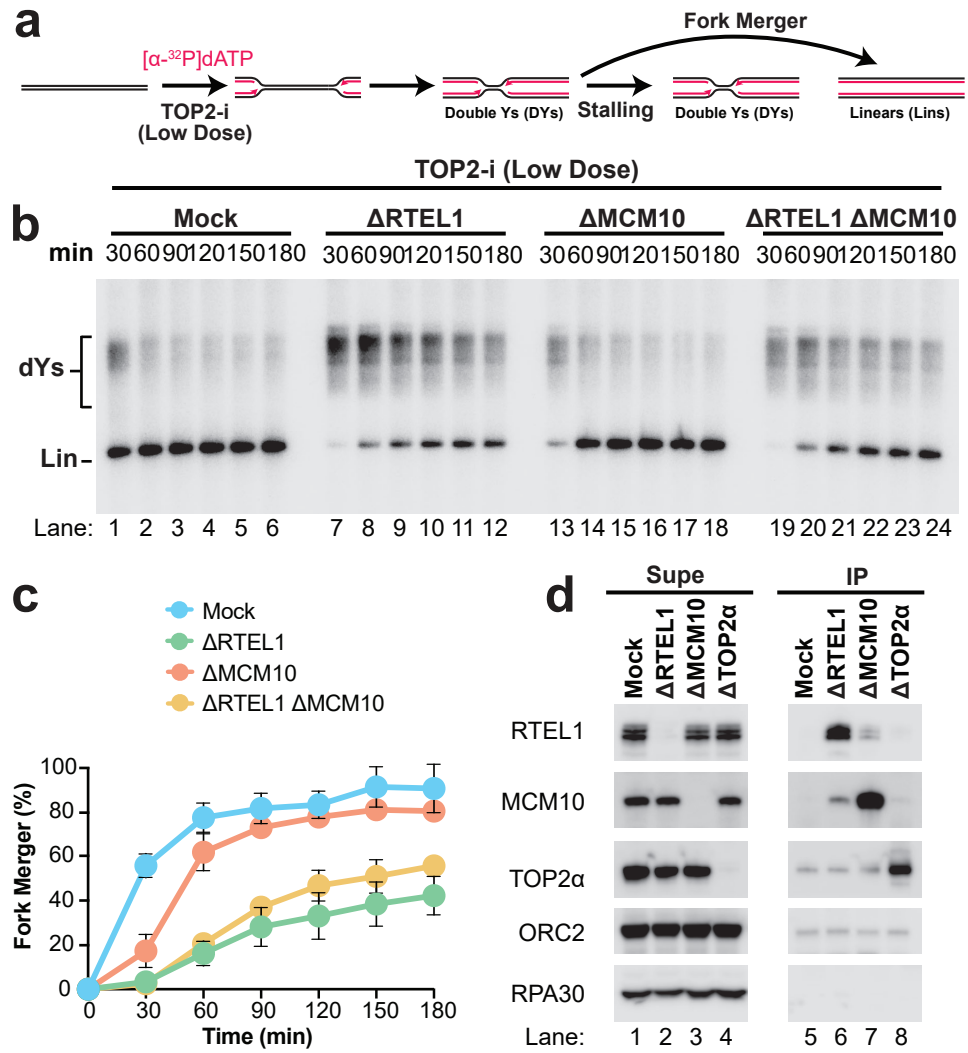 a
[α-³²P]dATP
TOP2-i
(Low Dose)
Double Ys (DYs)
Fork Merger
Stalling
Double Ys (DYs)
Linears (Lins)
TOP2-i (Low Dose)
b
Mock ΔRTEL1 ΔMCM10 ΔRTEL1 ΔMCM10
min 30 60 90 120 150 180 30 60 90 120 150 180 30 60 90 120 150 180 30 60 90 120 150 180
dYs
Lin
Lane: 1 2 3 4 5 6 7 8 9 10 11 12 13 14 15 16 17 18 19 20 21 22 23 24
c
Mock
ΔRTEL1
ΔMCM10
ΔRTEL1 ΔMCM10
Fork Merger (%)
100
80
60
40
20
0
0 30 60 90 120 150 180
Time (min)
d
Supe IP
Mock ΔRTEL1 ΔMCM10 ΔTOP2α Mock ΔRTEL1 ΔMCM10 ΔTOP2α
RTEL1
MCM10
TOP2α
ORC2
RPA30
Lane: 1 2 3 4 5 6 7 8